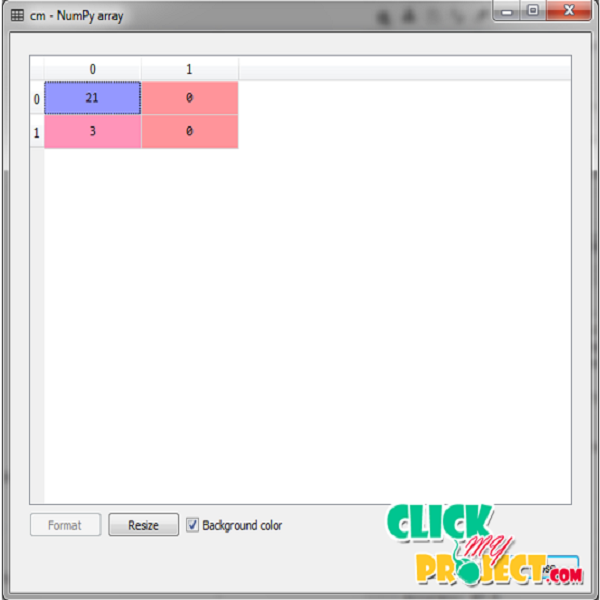 cm - NumPy array
0 1
0 21 0
1 3 0
Format Resize Background color
CLICK
my
PROJECT.COM